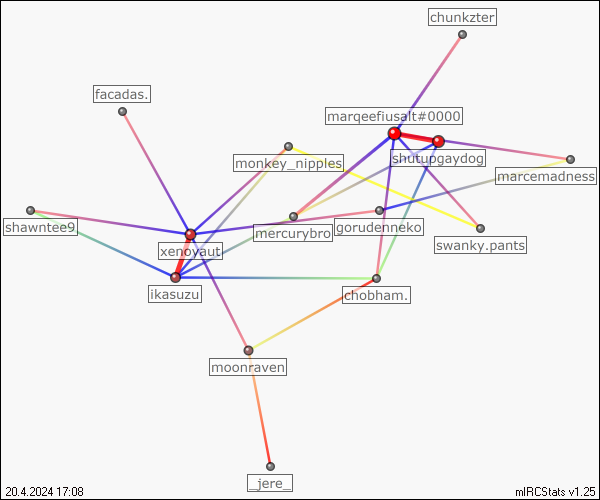 chunkzter
facadas.
marqeefiusalt#0000
monkey_nipples
shutupgaydog
marcemadness
shawntee9
mercurybro
gorudenneko
swanky.pants
xenoyaut
ikasuzu
chobham.
moonraven
_jere_
20.4.2024 17:08
mIRCStats v1.25